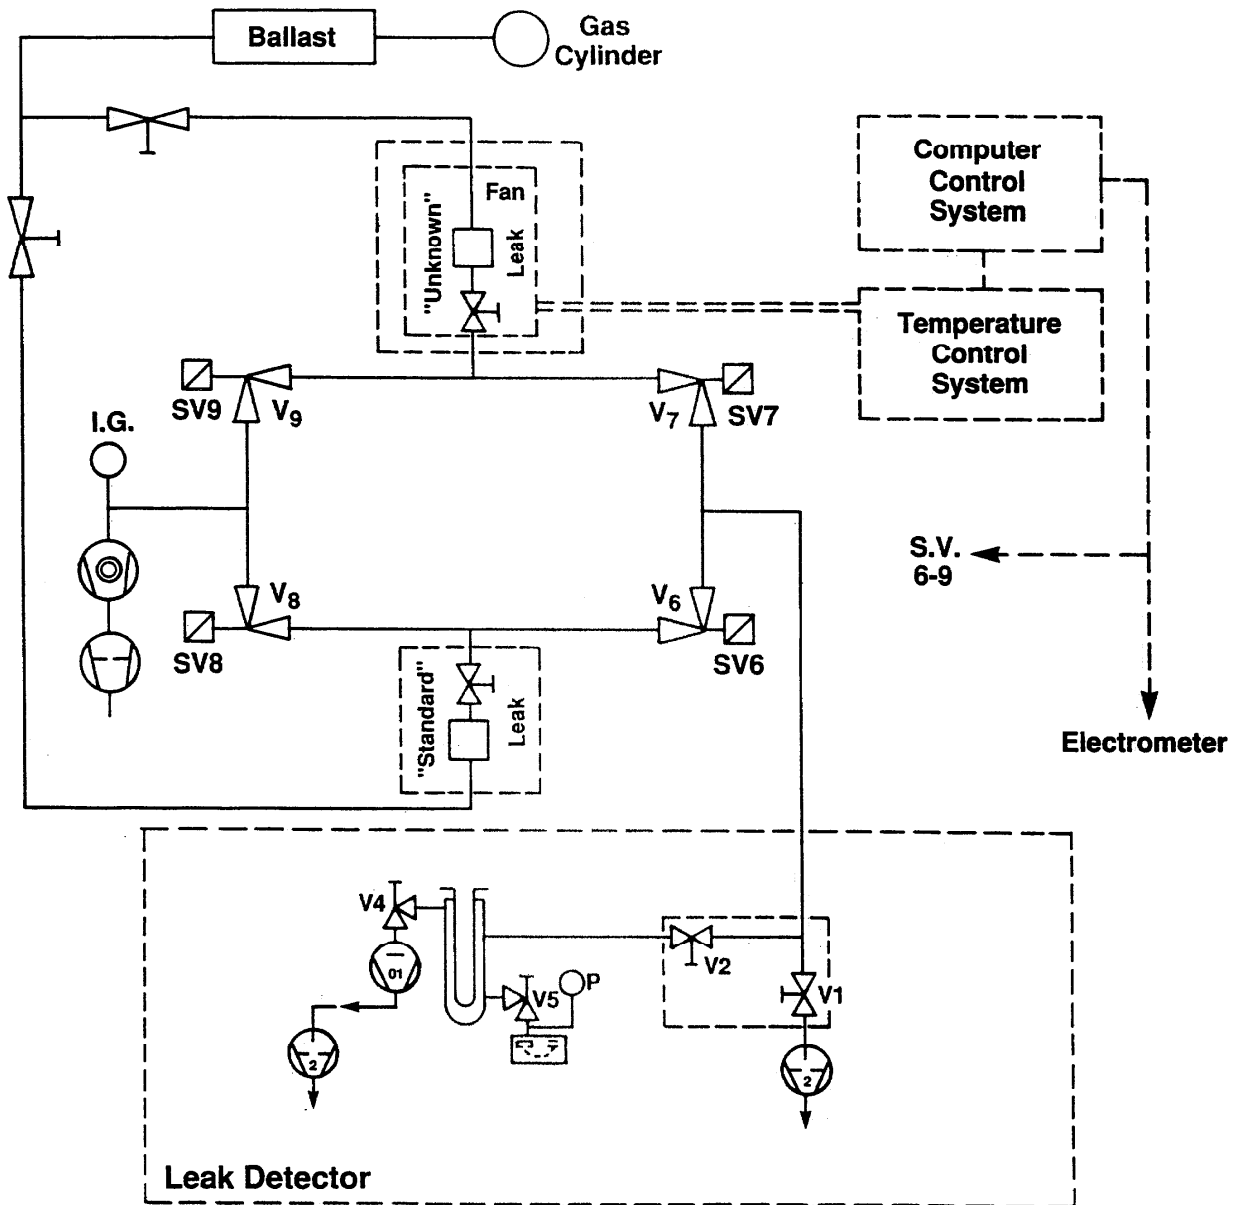 Ballast
Gas
Cylinder
Computer
Control
System
Fan
"Unknown"
Leak
Temperature
Control
System
SV9
V9
V7
SV7
I.G.
S.V.
6-9
V8
V6
SV8
SV6
"Standard"
Leak
Electrometer
V4
01
V5
P
V2
V1
2
2
Leak Detector